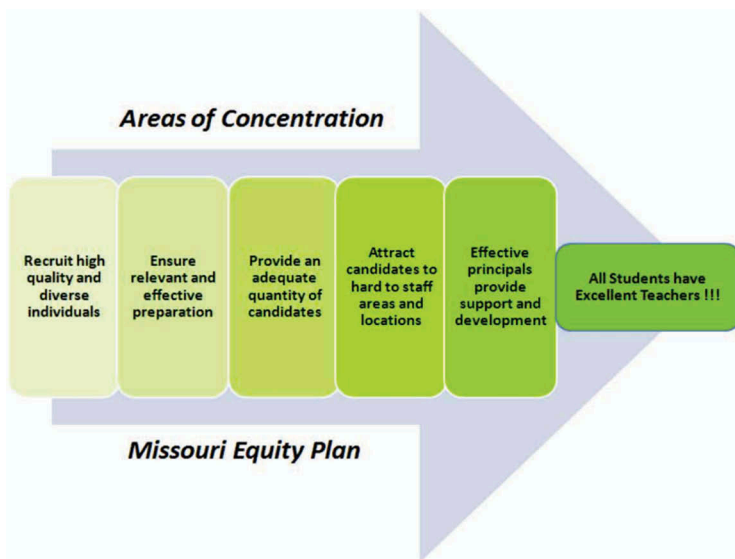 Areas of Concentration
Recruit high
quality and
diverse
individuals
Ensure
relevant and
effective
preparation
Provide an
adequate
quantity of
candidates
Attract
candidates to
hard to staff
areas and
locations
Effective
principals
provide
support and
development
All Students have
Excellent Teachers !!!
Missouri Equity Plan